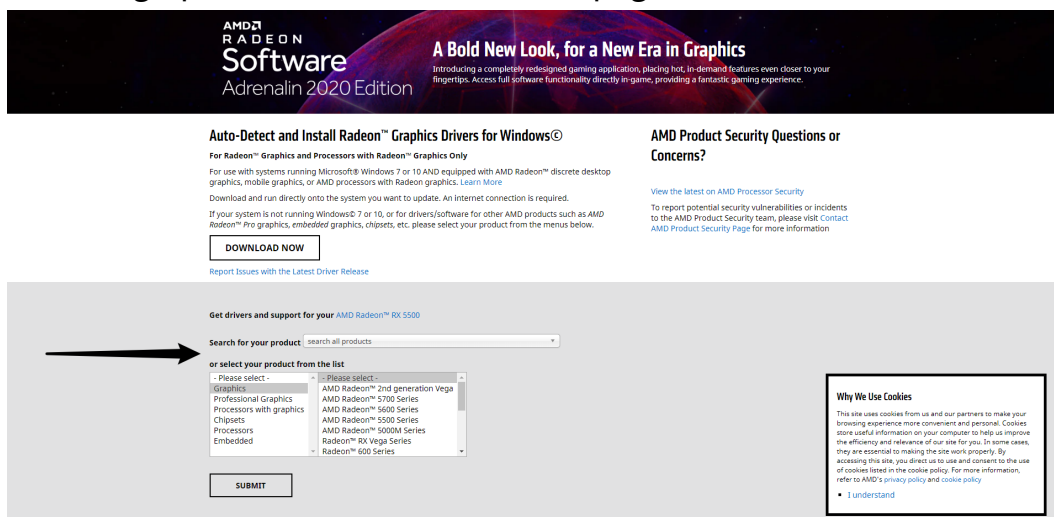 AMD
RADEON
Software
Adrenalin 2020 Edition
A Bold New Look, for a New Era in Graphics
Introducing a completely redesigned gaming application, placing hot, in-demand features even closer to your
fingertips. Access full software functionality directly in-game, providing a fantastic gaming experience.
Auto-Detect and Install Radeon™ Graphics Drivers for Windows©
For Radeon™ Graphics and Processors with Radeon™ Graphics Only
For use with systems running Microsoft® Windows 7 or 10 AND equipped with AMD Radeon™ discrete desktop
graphics, mobile graphics, or AMD processors with Radeon graphics. Learn More
Download and run directly onto the system you want to update. An internet connection is required.
If your system is not running Windows© 7 or 10, or for drivers/software for other AMD products such as AMD
Radeon™ Pro graphics, embedded graphics, chipsets, etc. please select your product from the menus below.
DOWNLOAD NOW
Report Issues with the Latest Driver Release
AMD Product Security Questions or
Concerns?
View the latest on AMD Processor Security
To report potential security vulnerabilities or incidents
to the AMD Product Security team, please visit Contact
AMD Product Security Page for more information
Get drivers and support for your AMD Radeon™ RX 5500
Search for your product search all products
or select your product from the list
- Please select -
Graphics
Professional Graphics
Processors with graphics
Chipsets
Processors
Embedded
- Please select -
AMD Radeon™ 2nd generation Vega
AMD Radeon™ 5700 Series
AMD Radeon™ 5600 Series
AMD Radeon™ 5500 Series
AMD Radeon™ 5000M Series
Radeon™ RX Vega Series
Radeon™ 600 Series
SUBMIT
Why We Use Cookies
This site uses cookies from us and our partners to make your
browsing experience more convenient and personal. Cookies
store useful information on your computer to help us improve
the efficiency and relevance of our site for you. In some cases,
they are essential to making the site work properly. By
accessing this site, you direct us to use and consent to the use
of cookies listed in the cookie policy. For more information,
refer to AMD's privacy policy and cookie policy
I understand